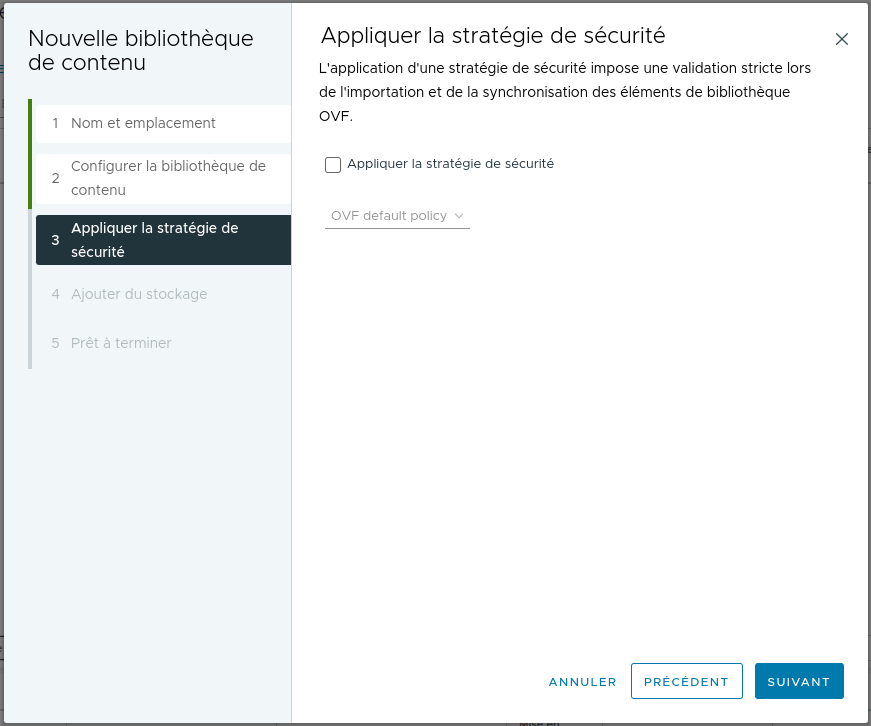 Nouvelle bibliothèque
de contenu
1 Nom et emplacement
2 Configurer la bibliothèque de
contenu
3 Appliquer la stratégie de
sécurité
4 Ajouter du stockage
5 Prêt à terminer
Appliquer la stratégie de sécurité
L'application d'une stratégie de sécurité impose une validation stricte lors
de l'importation et de la synchronisation des éléments de bibliothèque
OVF.
Appliquer la stratégie de sécurité
OVF default policy
ANNULER PRÉCÉDENT SUIVANT